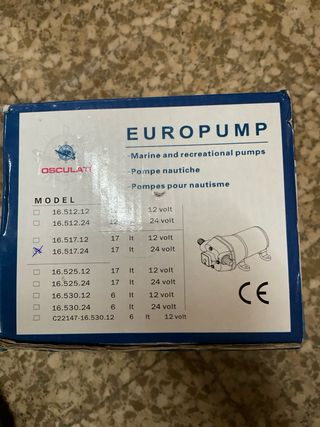 EUROPUMP
OSCULATI
Marine and recreational pumps
-Pompe nautiche
-Pompes pour nautisme
MODEL
16.512.12 12 volt
16.512.24 12 24 volt
16.517.12 17 lt 12 volt
16.517.24 17 lt 24 volt
16.525.12 17 lt 12 volt
16.525.24 17 lt 24 volt
16.530.12 6 lt 12 volt
16.530.24 6 lt 24 volt
C22147-16.530.12 6 lt 12 volt
CE